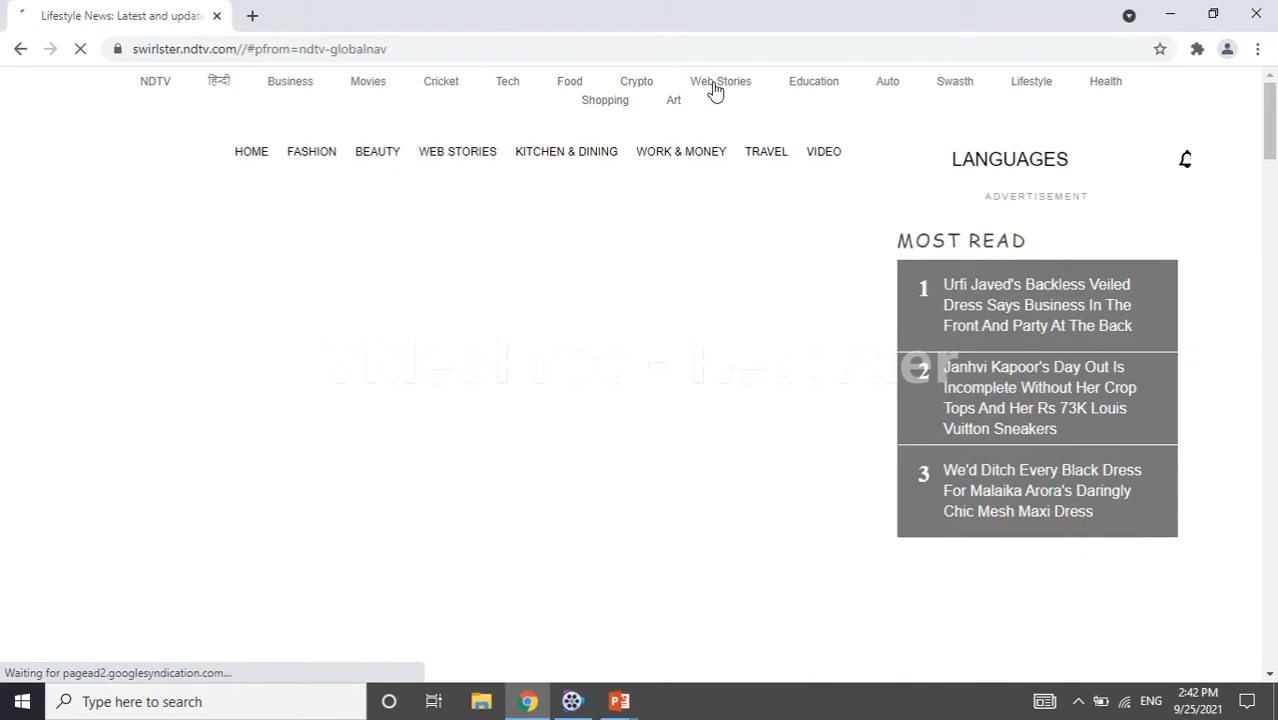 Lifestyle News: Latest and update
swirlster.ndtv.com//#pfrom=ndtv-globalnav
NDTV हिन्दी Business Movies Cricket Tech Food Crypto Web Stories Education Auto Swasth Lifestyle Health
Shopping Art
HOME FASHION BEAUTY WEB STORIES KITCHEN & DINING WORK & MONEY TRAVEL VIDEO
LANGUAGES
ADVERTISEMENT
MOST READ
1 Urfi Javed's Backless Veiled
Dress Says Business In The
Front And Party At The Back
2 Janhvi Kapoor's Day Out Is
Incomplete Without Her Crop
Tops And Her Rs 73K Louis
Vuitton Sneakers
3 We'd Ditch Every Black Dress
For Malaika Arora's Daringly
Chic Mesh Maxi Dress
Waiting for pagead2.googlesyndication.com...
Type here to search
ENG
2:42 PM
9/25/2021